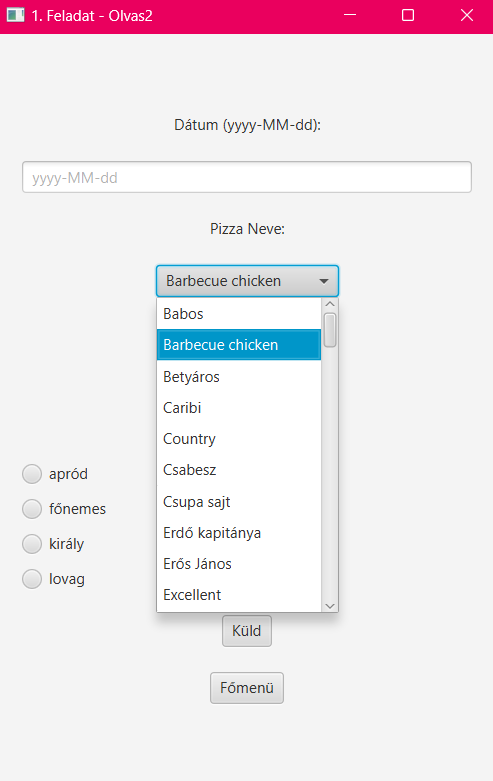 1. Feladat - Olvas2
Dátum (yyyy-MM-dd):
yyyy-MM-dd
Pizza Neve:
Barbecue chicken
Babos
Barbecue chicken
Betyáros
Caribi
Country
Csabesz
Csupa sajt
Erdő kapitánya
Erős János
Excellent
apród
főnemes
király
lovag
Küld
Főmenü